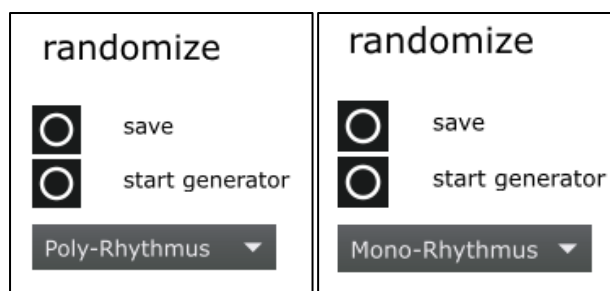 randomize
save
start generator
Poly-Rhythmus
randomize
save
start generator
Mono-Rhythmus